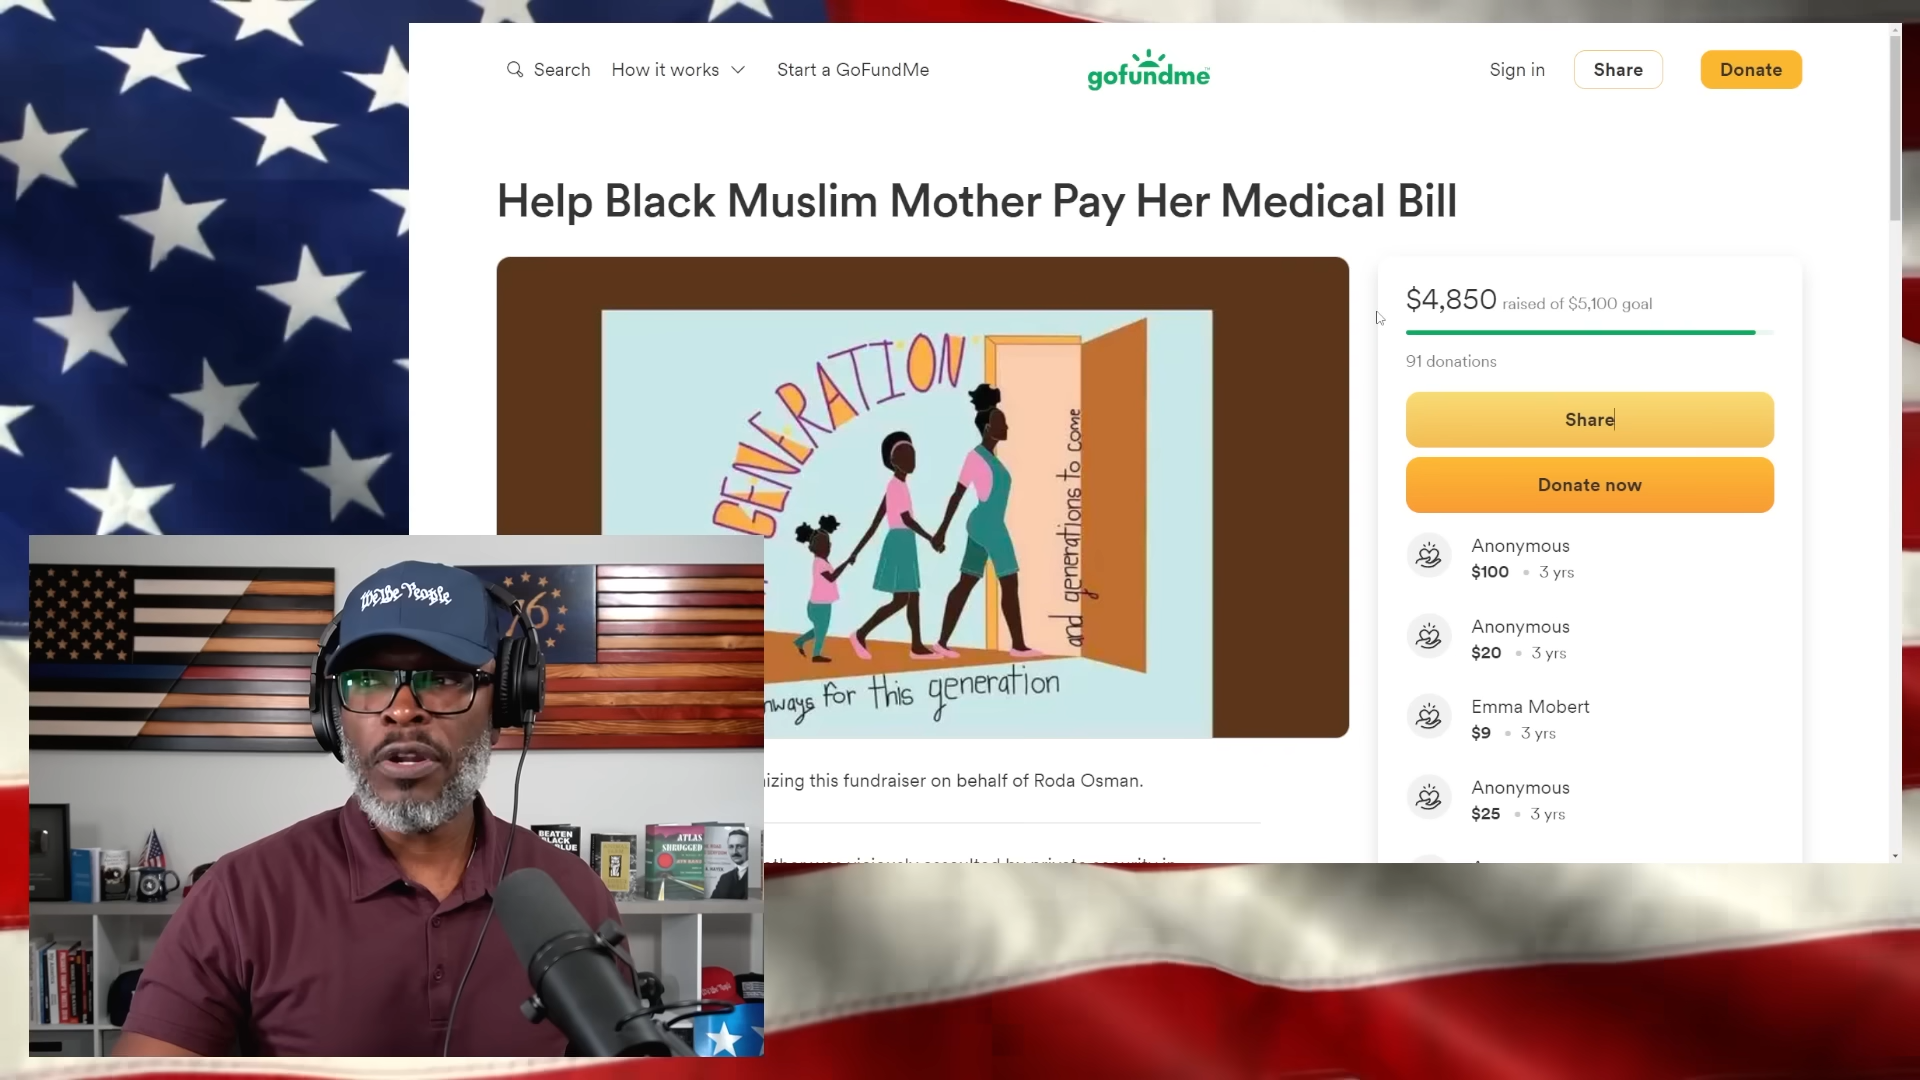 Search How it works Start a GoFundMe gofundme Sign in Share Donate
Help Black Muslim Mother Pay Her Medical Bill
GENERATION
and generations to come
ways for this generation
$4,850 raised of $5,100 goal
91 donations
Share
Donate now
Anonymous
$100 • 3 yrs
Anonymous
$20 • 3 yrs
Emma Mobert
$9 • 3 yrs
Anonymous
$25 • 3 yrs
izing this fundraiser on behalf of Roda Osman.
We The People
76
BEATEN
BLACK
ATLAS
SHRUGGED